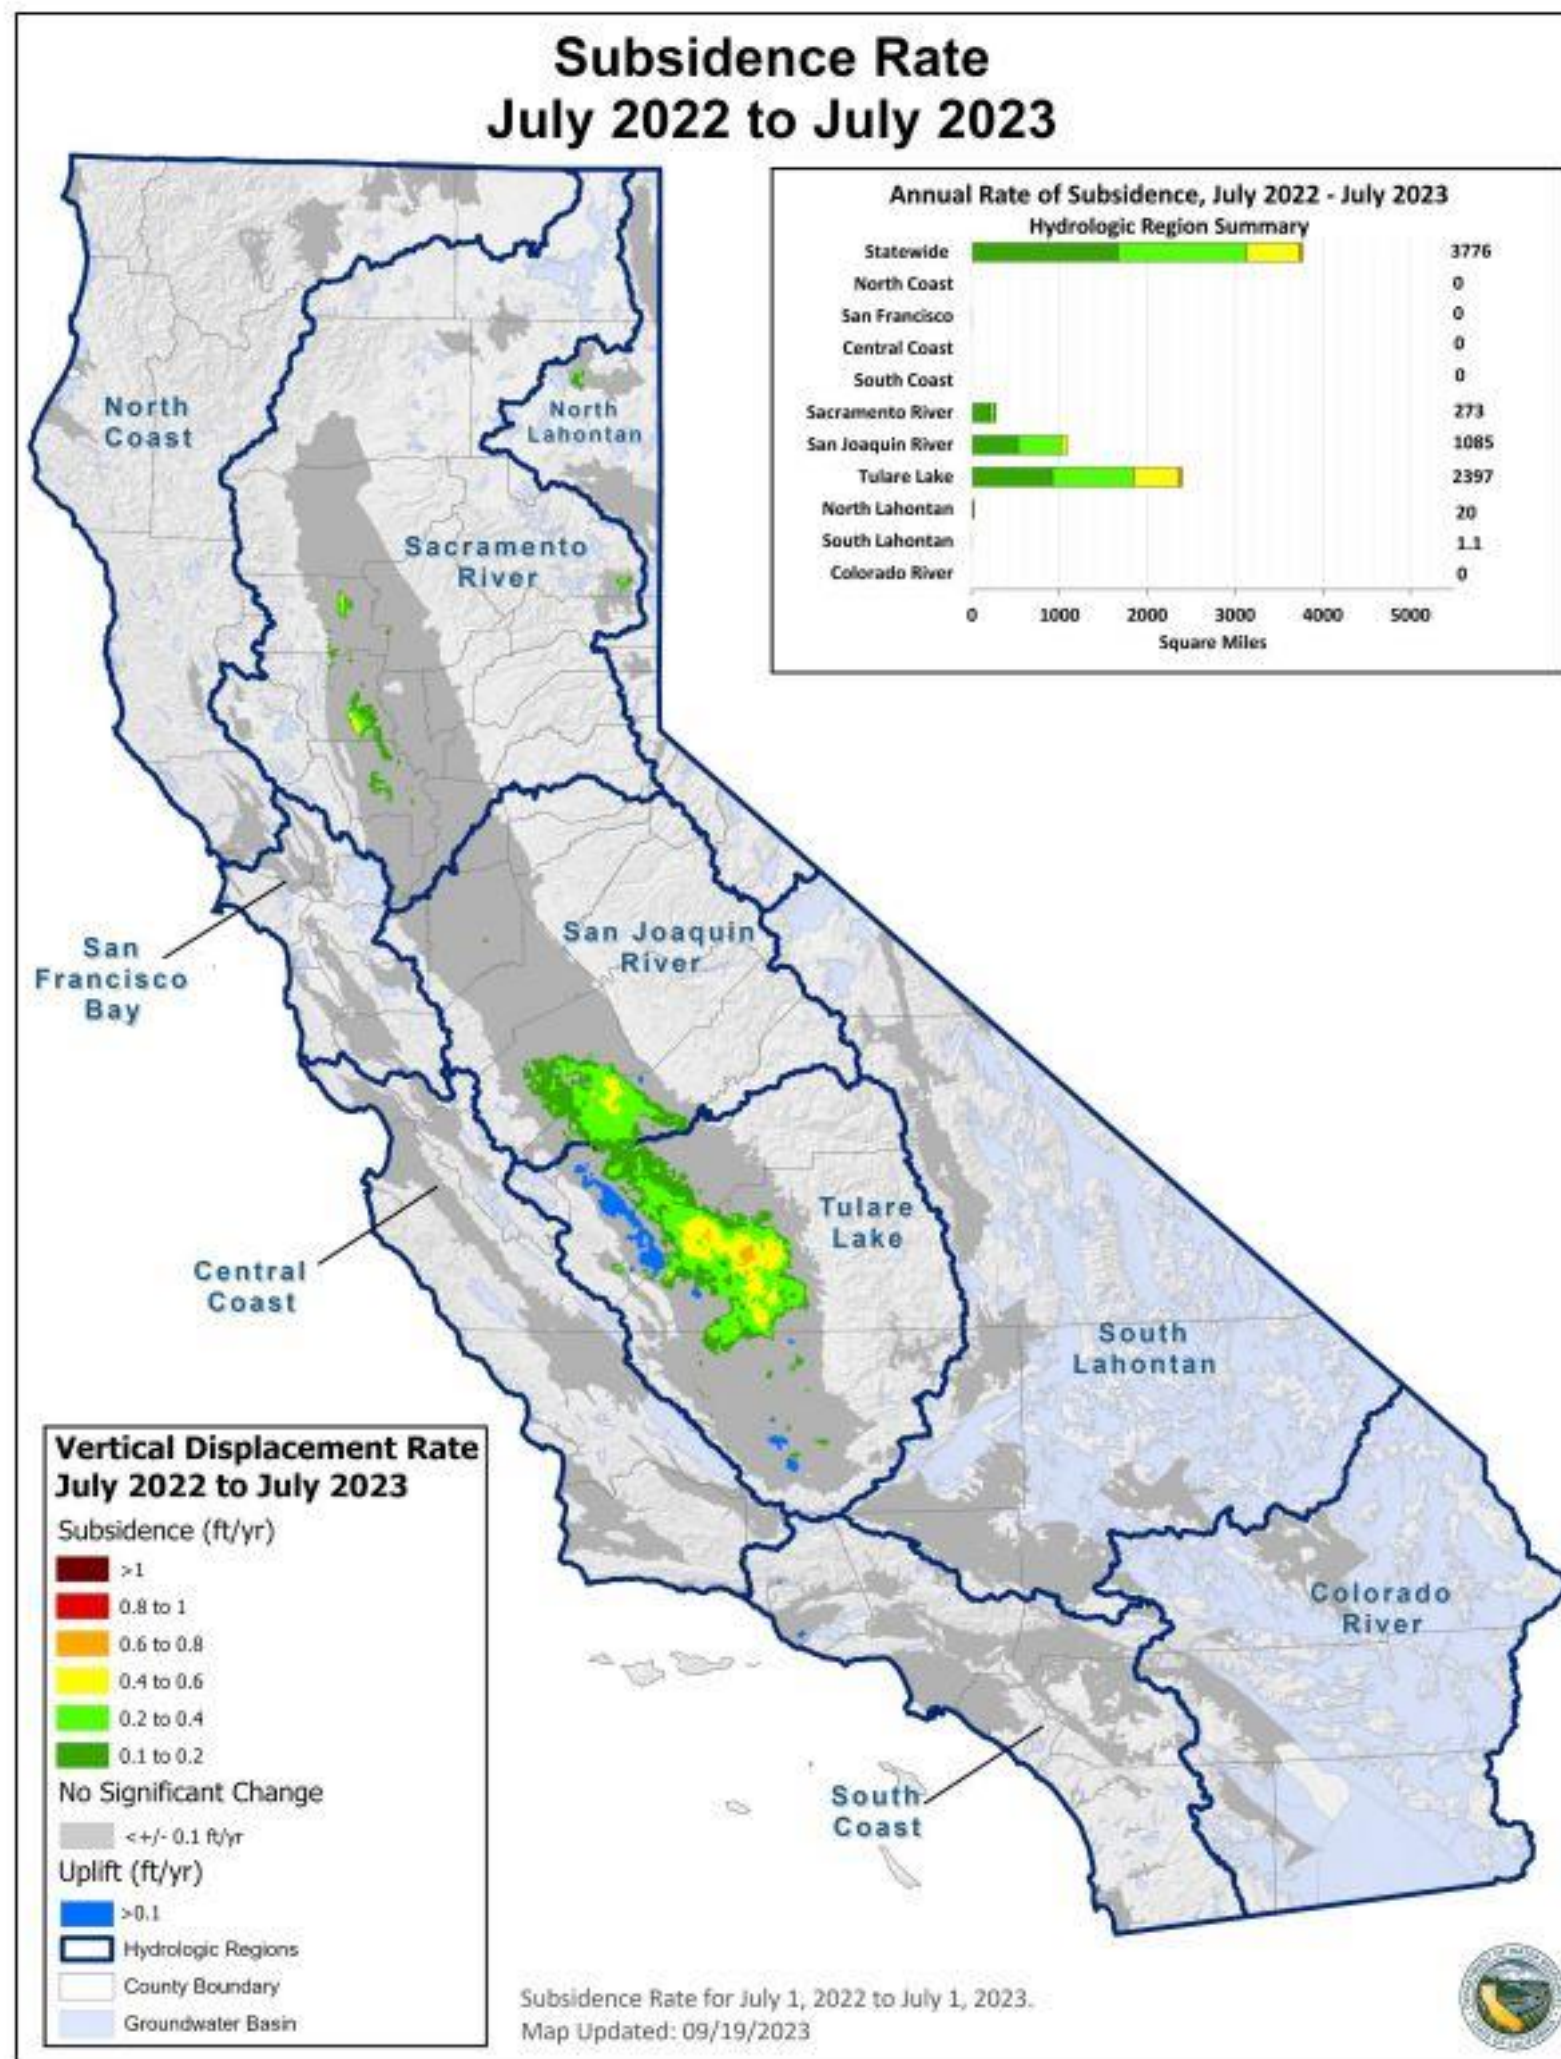 Subsidence Rate
July 2022 to July 2023
Annual Rate of Subsidence, July 2022 - July 2023
Hydrologic Region Summary
Statewide 3776
North Coast 0
San Francisco 0
Central Coast 0
South Coast 0
Sacramento River 273
San Joaquin River 1085
Tulare Lake 2397
North Lahontan 20
South Lahontan 1.1
Colorado River 0
0 1000 2000 3000 4000 5000
Square Miles
North
Coast
North
Lahontan
Sacramento
River
San Joaquin
River
San
Francisco
Bay
Tulare
Lake
Central
Coast
South
Lahontan
Colorado
River
South
Coast
Vertical Displacement Rate
July 2022 to July 2023
Subsidence (ft/yr)
>1
0.8 to 1
0.6 to 0.8
0.4 to 0.6
0.2 to 0.4
0.1 to 0.2
No Significant Change
<+/- 0.1 ft/yr
Uplift (ft/yr)
>0.1
Hydrologic Regions
County Boundary
Groundwater Basin
Subsidence Rate for July 1, 2022 to July 1, 2023.
Map Updated: 09/19/2023